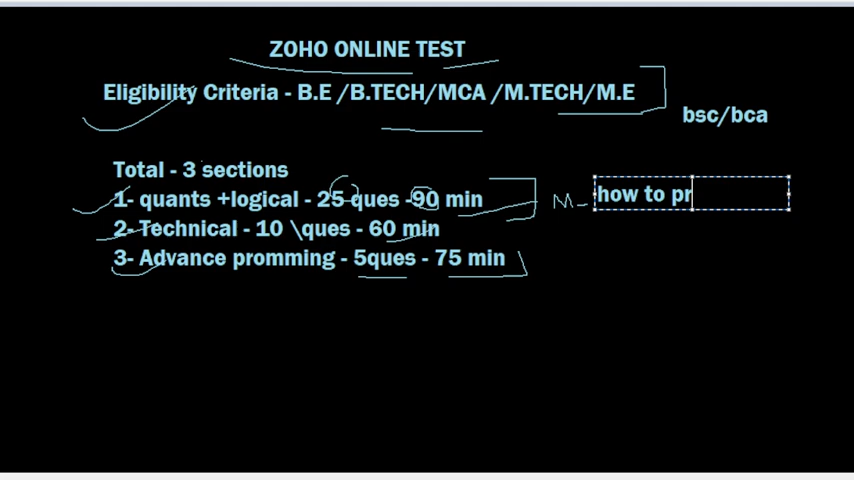 ZOHO ONLINE TEST
Eligibility Criteria - B.E /B.TECH/MCA /M.TECH/M.E
bsc/bca
Total - 3 sections
1- quants +logical - 25 ques -90 min
M- how to pr
2- Technical - 10 \ques - 60 min
3- Advance promming - 5ques - 75 min